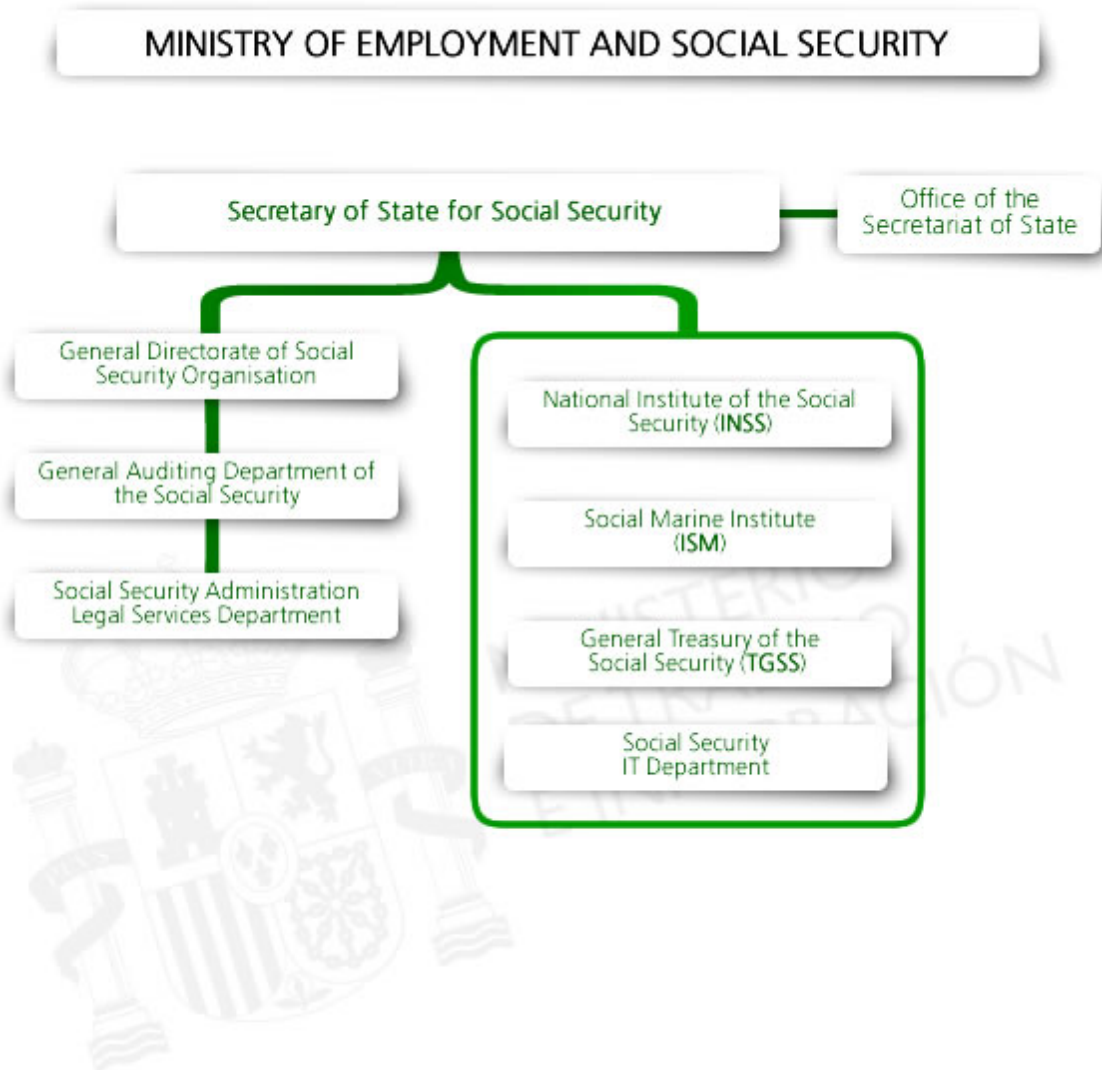 MINISTRY OF EMPLOYMENT AND SOCIAL SECURITY
Secretary of State for Social Security
Office of the
Secretariat of State
General Directorate of Social
Security Organisation
General Auditing Department of
the Social Security
Social Security Administration
Legal Services Department
National Institute of the Social
Security (INSS)
Social Marine Institute
(ISM)
General Treasury of the
Social Security (TGSS)
Social Security
IT Department